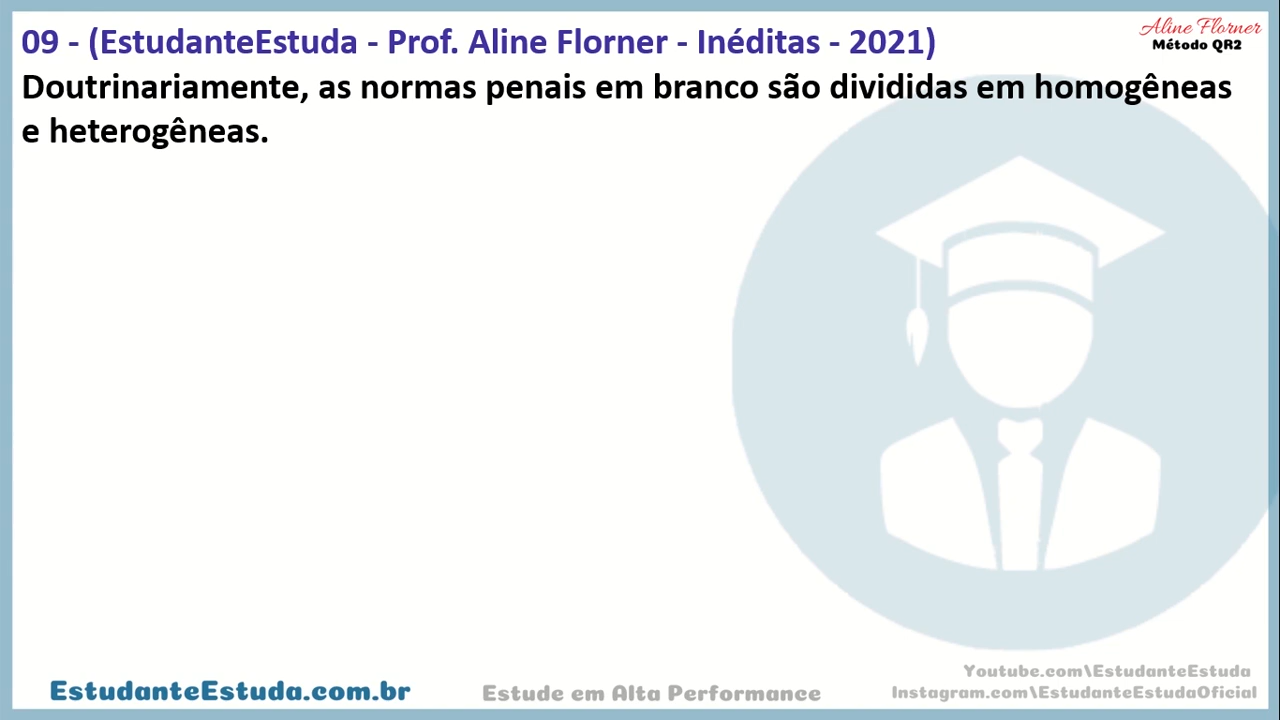 09 - (EstudanteEstuda - Prof. Aline Florner - Inéditas - 2021)
Aline Florner
Método QR2
Doutrinariamente, as normas penais em branco são divididas em homogêneas
e heterogêneas.
EstudanteEstuda.com.br
Estude em Alta Performance
Youtube.com\EstudanteEstuda
Instagram.com\EstudanteEstudaOficial